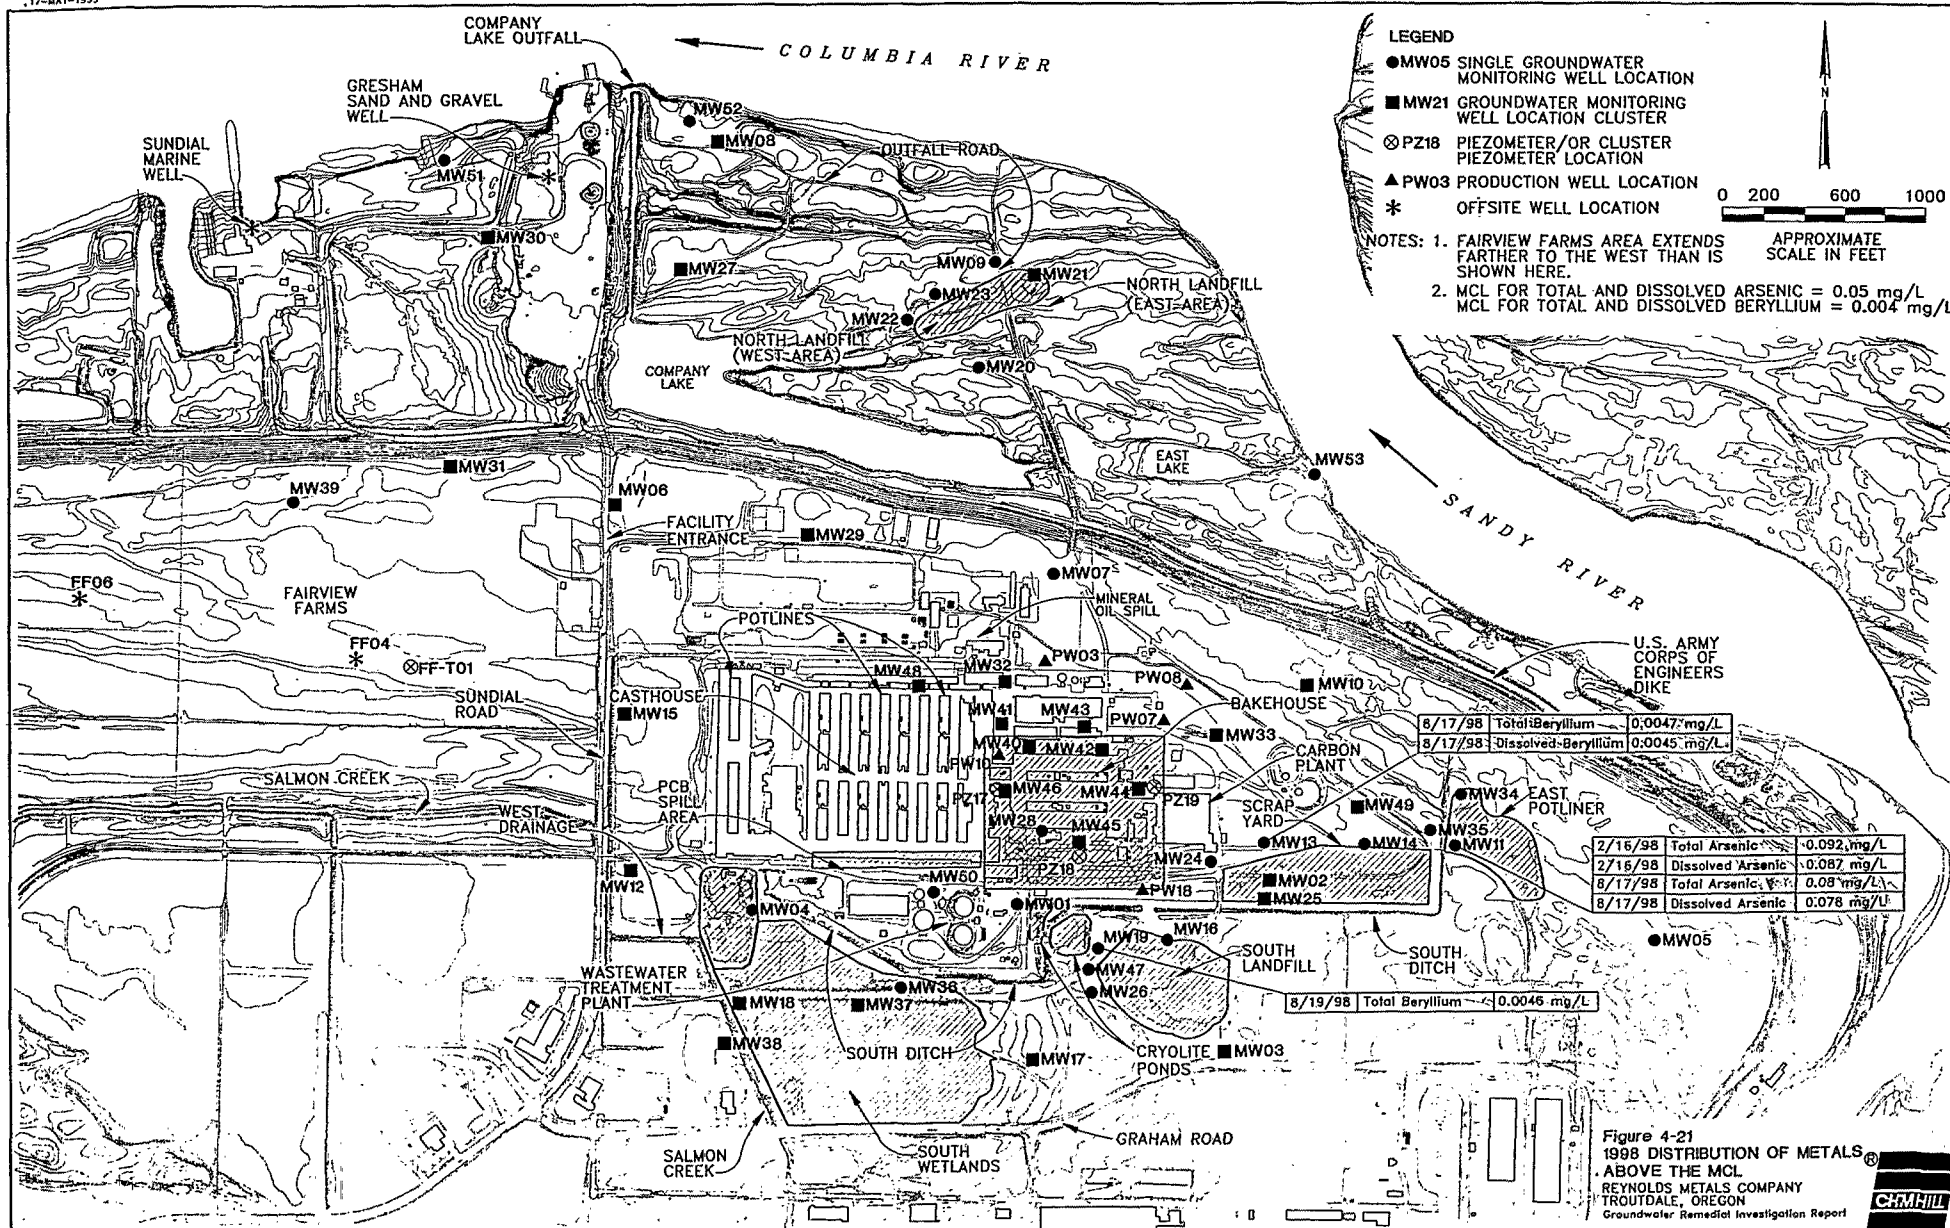 17-MAY-1999
COMPANY
LAKE OUTFALL
COLUMBIA RIVER
GRESHAM
SAND AND GRAVEL
WELL
SUNDIAL
MARINE
WELL
MW52
MW08
MW51
OUTFALL ROAD
MW30
MW27
MW09
MW21
MW23
MW22
NORTH LANDFILL
(EAST AREA)
NORTH LANDFILL
(WEST AREA)
COMPANY
LAKE
MW20
LEGEND
MW05 SINGLE GROUNDWATER
MONITORING WELL LOCATION
MW21 GROUNDWATER MONITORING
WELL LOCATION CLUSTER
PZ18 PIEZOMETER/OR CLUSTER
PIEZOMETER LOCATION
PW03 PRODUCTION WELL LOCATION
OFFSITE WELL LOCATION
N
0 200 600 1000
APPROXIMATE
SCALE IN FEET
NOTES: 1. FAIRVIEW FARMS AREA EXTENDS
FARTHER TO THE WEST THAN IS
SHOWN HERE.
2. MCL FOR TOTAL AND DISSOLVED ARSENIC = 0.05 mg/L
MCL FOR TOTAL AND DISSOLVED BERYLLIUM = 0.004 mg/L
MW31
MW39
MW06
FACILITY
ENTRANCE
MW29
EAST
LAKE
MW53
SANDY RIVER
MW07
MINERAL
OIL SPILL
FF06
FAIRVIEW
FARMS
FF04
FF-T01
POTLINES
MW48
MW32
PW03
PW08
MW10
U.S. ARMY
CORPS OF
ENGINEERS
DIKE
SUNDIAL
ROAD
CASTHOUSE
MW15
MW41
MW43
PW07
BAKEHOUSE
MW33
MW40
MW42
PW10
CARBON
PLANT
8/17/98 Total Beryllium 0.0047 mg/L
8/17/98 Dissolved Beryllium 0.0045 mg/L
SALMON CREEK
WEST
DRAINAGE
PCB
SPILL
AREA
PZ17
MW46
MW44
PZ19
SCRAP
YARD
MW49
MW34
EAST
POTLINER
MW28
MW45
MW35
MW13
MW14
MW11
PZ18
MW24
MW12
MW50
MW02
PW18
MW25
MW04
MW01
2/16/98 Total Arsenic 0.092 mg/L
2/16/98 Dissolved Arsenic 0.087 mg/L
8/17/98 Total Arsenic 0.08 mg/L
8/17/98 Dissolved Arsenic 0.078 mg/L
MW05
MW19
MW16
SOUTH
LANDFILL
SOUTH
DITCH
WASTEWATER
TREATMENT
PLANT
MW47
MW26
MW36
MW18
MW37
8/19/98 Total Beryllium 0.0046 mg/L
MW38
SOUTH DITCH
MW17
CRYOLITE
PONDS
MW03
GRAHAM ROAD
SALMON
CREEK
SOUTH
WETLANDS
Figure 4-21
1998 DISTRIBUTION OF METALS
ABOVE THE MCL
REYNOLDS METALS COMPANY
TROUTDALE, OREGON
Groundwater Remedial Investigation Report
CH2MHILL